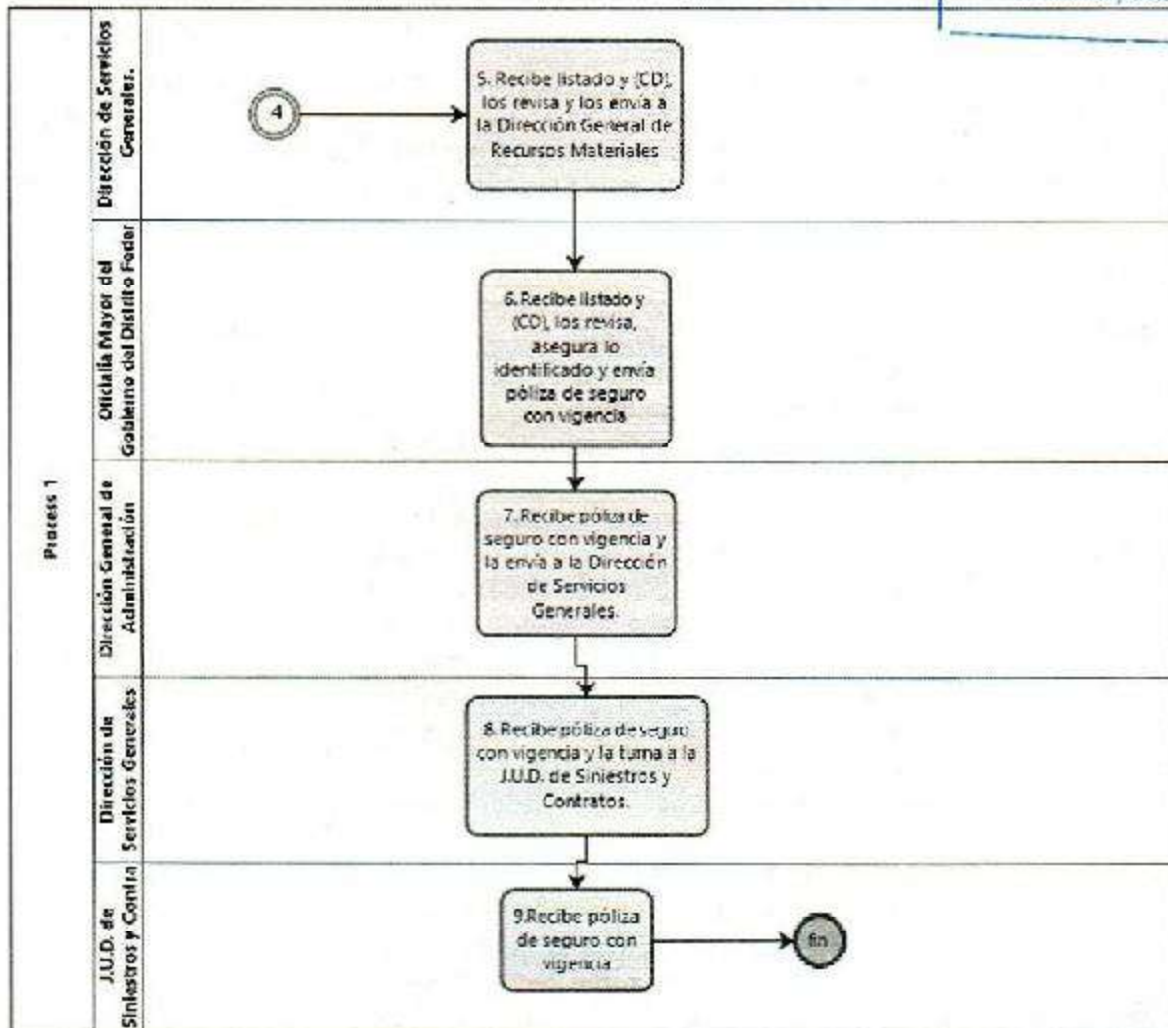 Process 1
Dirección de Servicios
Generales.
4
5. Recibe listado y (CD),
los revisa y los envía a
la Dirección General de
Recursos Materiales
Oficialía Mayor del
Gobierno del Distrito Feder
6. Recibe listado y
(CD), los revisa,
asegura lo
identificado y envía
póliza de seguro
con vigencia
Dirección General de
Administración
7. Recibe póliza de
seguro con vigencia y
la envía a la Dirección
de Servicios
Generales.
Dirección de
Servicios Generales
8. Recibe póliza de seguro
con vigencia y la turna a la
J.U.D. de Siniestros y
Contratos.
J.U.D. de
Siniestros y Contra
9.Recibe póliza
de seguro con
vigencia
fin